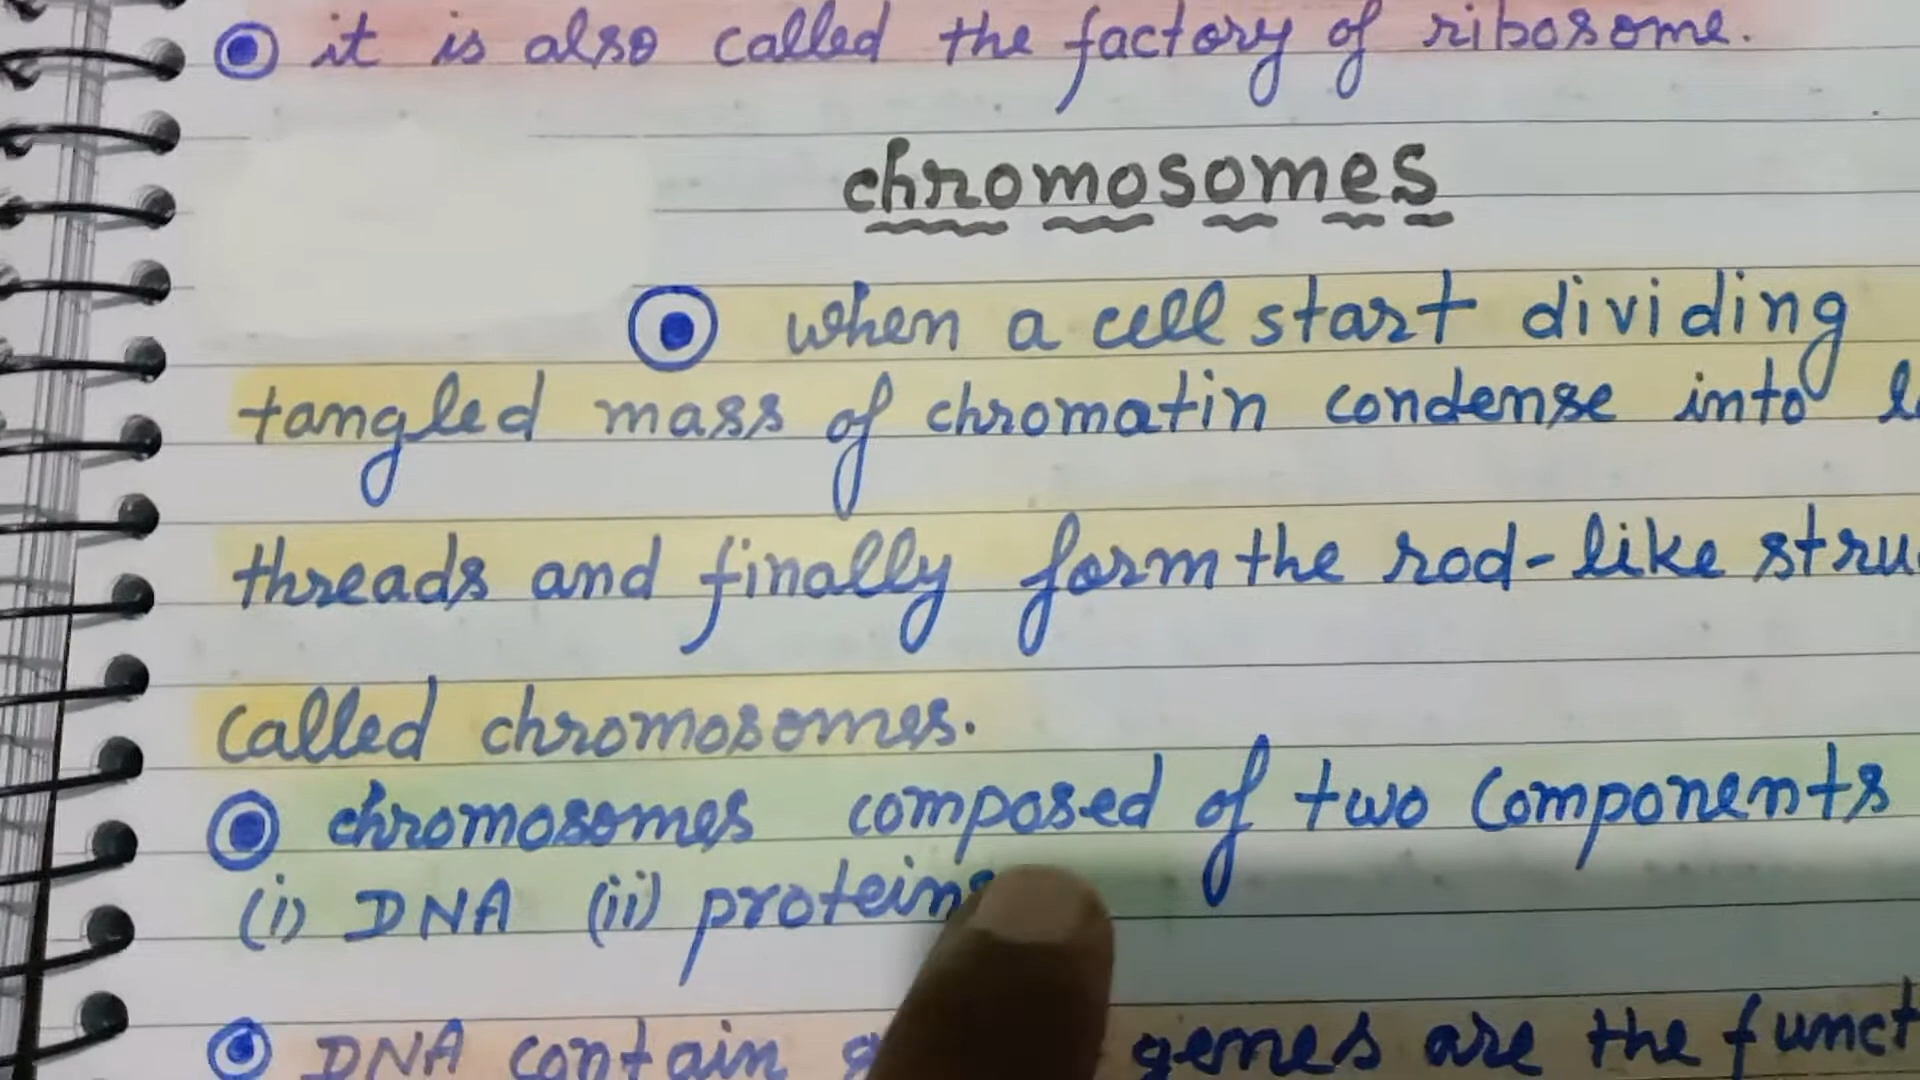 it is also called the factory of ribosome.
chromosomes
when a cell start dividing
tangled mass of chromatin condense into
threads and finally form the rod-like
called chromosomes.
chromosomes composed of two components
(i) DNA (ii) proteins
DNA contain genes are the